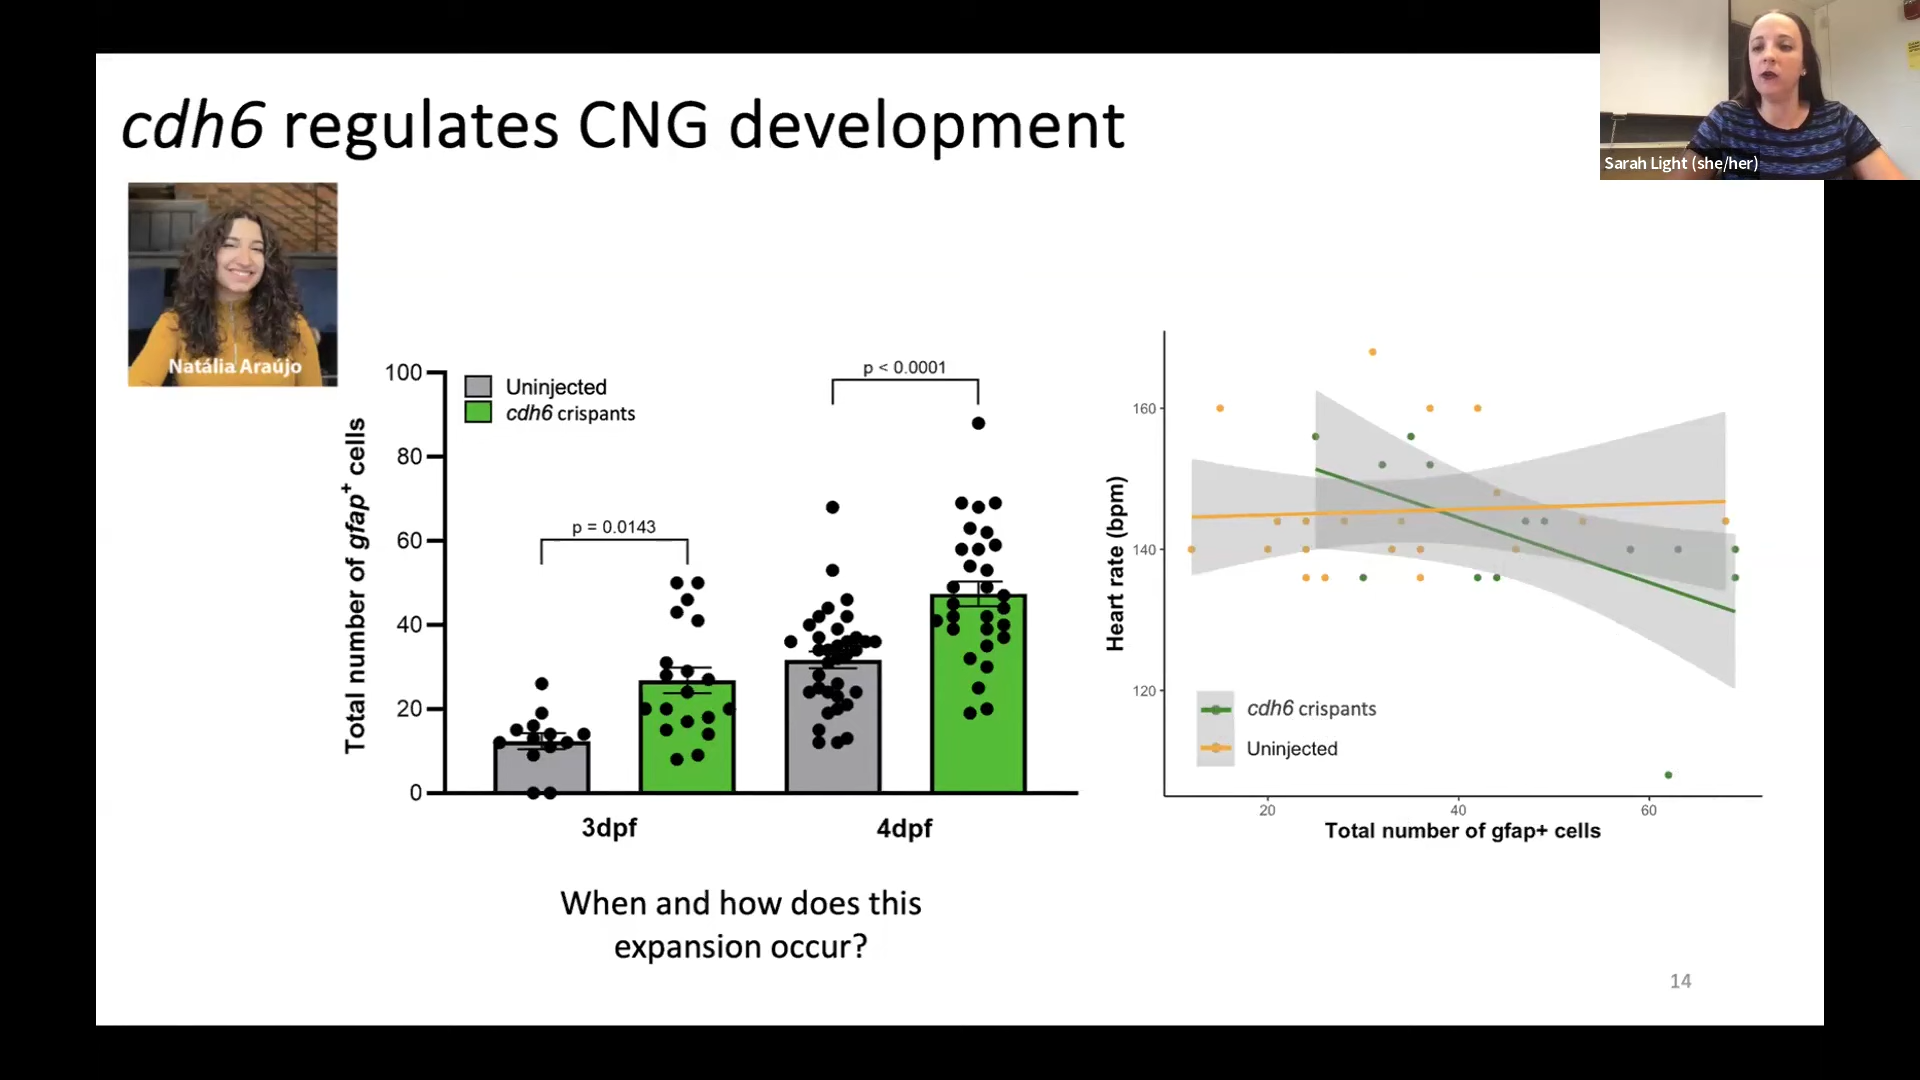 cdh6 regulates CNG development
Sarah Light (she/her)
Natália Araújo
Total number of gfap+ cells
100
80
60
40
20
0
Uninjected
cdh6 crispants
p = 0.0143
p < 0.0001
3dpf
4dpf
Heart rate (bpm)
160
140
120
cdh6 crispants
Uninjected
20
40
60
Total number of gfap+ cells
When and how does this
expansion occur?
14